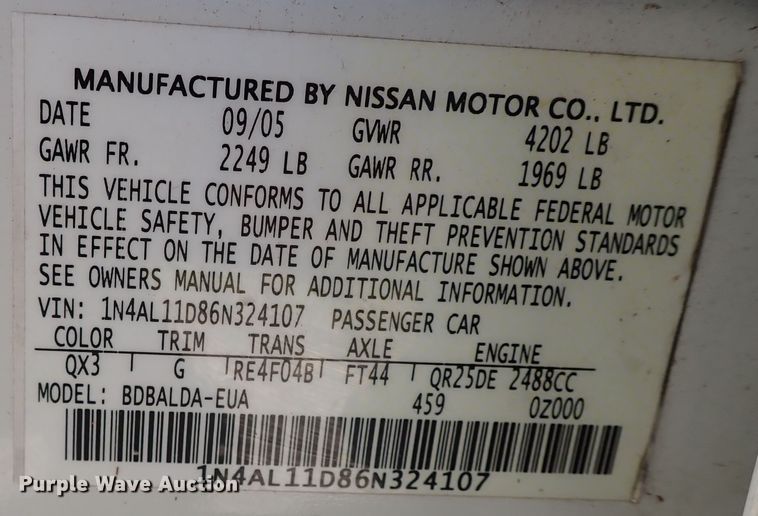 MANUFACTURED BY NISSAN MOTOR CO., LTD.
DATE 09/05 GVWR 4202 LB
GAWR FR. 2249 LB GAWR RR. 1969 LB
THIS VEHICLE CONFORMS TO ALL APPLICABLE FEDERAL MOTOR
VEHICLE SAFETY, BUMPER AND THEFT PREVENTION STANDARDS
IN EFFECT ON THE DATE OF MANUFACTURE SHOWN ABOVE.
SEE OWNERS MANUAL FOR ADDITIONAL INFORMATION.
VIN: 1N4AL11D86N324107 PASSENGER CAR
COLOR TRIM TRANS AXLE ENGINE
QX3 G RE4F04B FT44 QR25DE 2488CC
MODEL: BDBALDA-EUA 459 0Z000
1N4AL11D86N324107
Purple Wave Auction